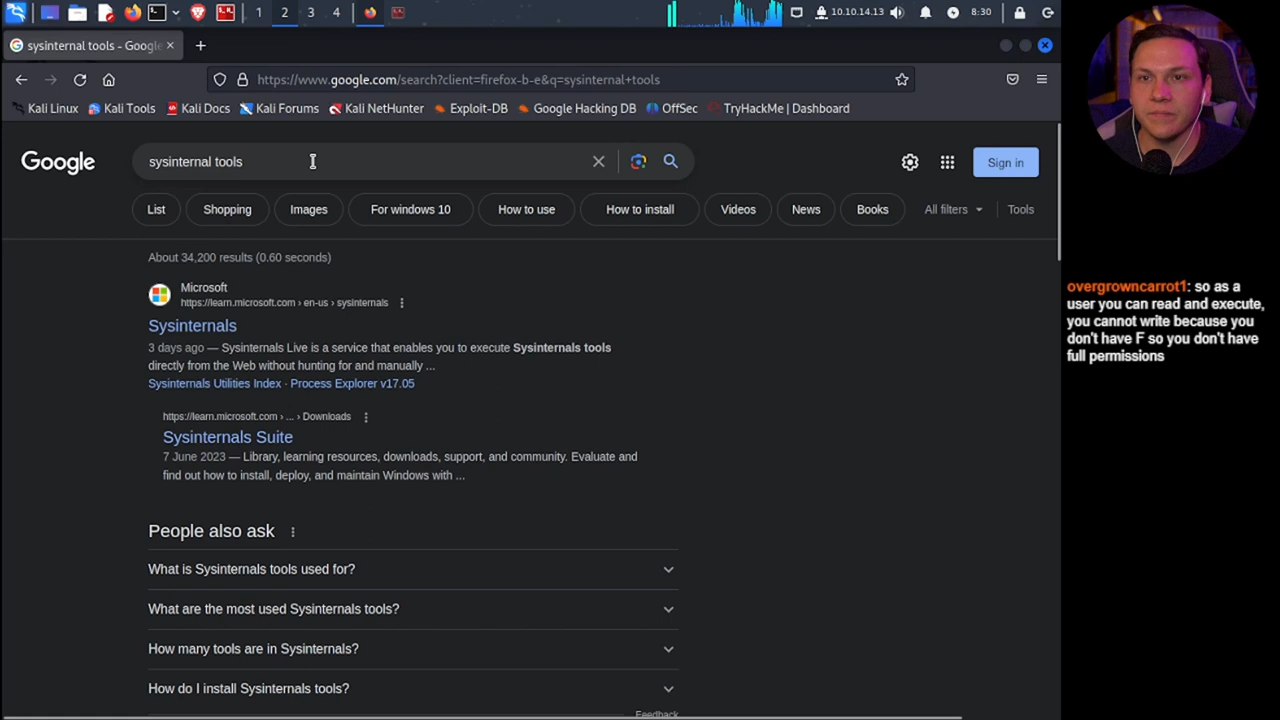 1 2 3 4 10.10.14.13 8:30
sysinternal tools - Google
https://www.google.com/search?client=firefox-b-e&q=sysinternal+tools
Kali Linux Kali Tools Kali Docs Kali Forums Kali NetHunter Exploit-DB Google Hacking DB OffSec TryHackMe | Dashboard
Google sysinternal tools Sign in
List Shopping Images For windows 10 How to use How to install Videos News Books All filters Tools
About 34,200 results (0.60 seconds)
Microsoft
https://learn.microsoft.com › en-us › sysinternals
Sysinternals
3 days ago — Sysinternals Live is a service that enables you to execute Sysinternals tools
directly from the Web without hunting for and manually ...
Sysinternals Utilities Index · Process Explorer v17.05
https://learn.microsoft.com › ... › Downloads
Sysinternals Suite
7 June 2023 — Library, learning resources, downloads, support, and community. Evaluate and
find out how to install, deploy, and maintain Windows with ...
People also ask
What is Sysinternals tools used for?
What are the most used Sysinternals tools?
How many tools are in Sysinternals?
How do I install Sysinternals tools?
Feedback
overgrowncarrot1: so as a
user you can read and execute,
you cannot write because you
don't have F so you don't have
full permissions